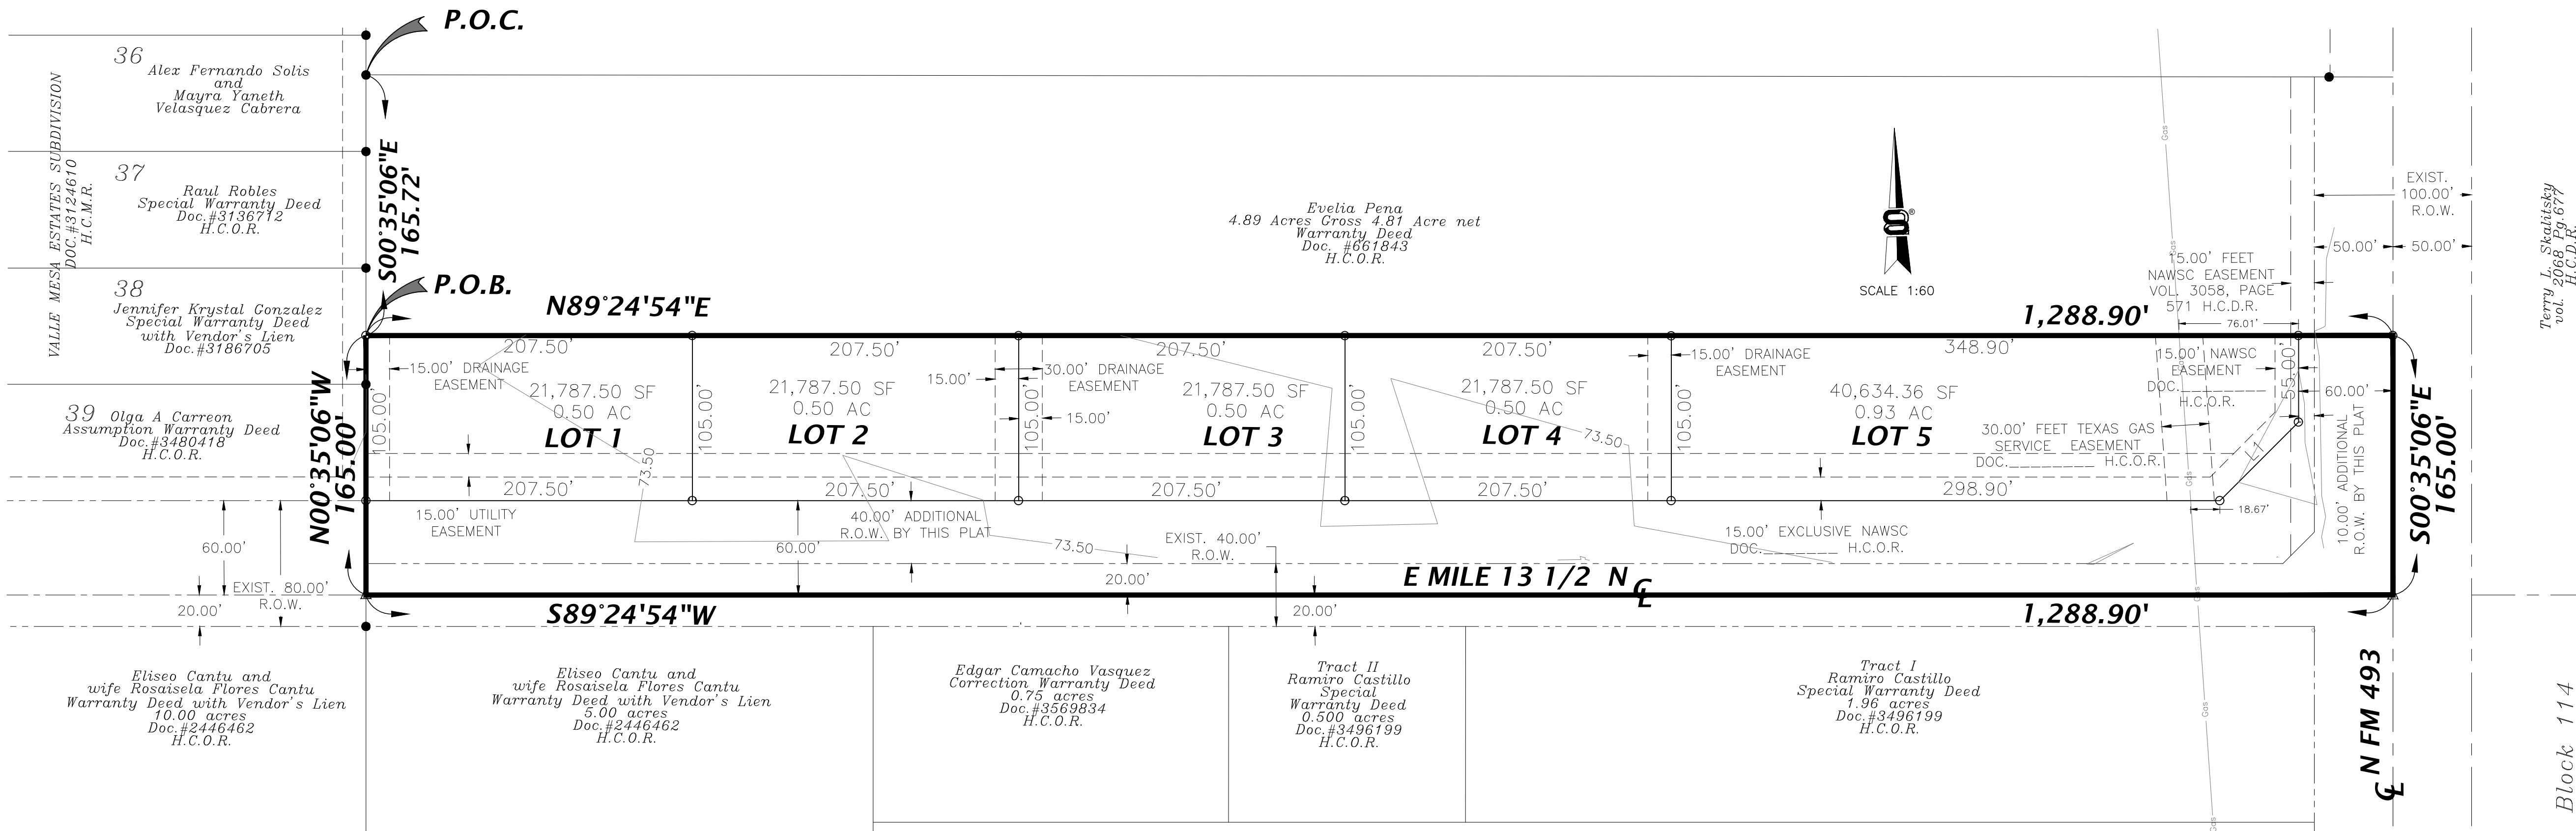 P.O.C.
36
Alex Fernando Solis
and
Mayra Yaneth
Velasquez Cabrera
VALLE MESA ESTATES SUBDIVISION
DOC.#3124610
H.C.M.R.
37
Raul Robles
Special Warranty Deed
Doc.#3136712
H.C.O.R.
38
Jennifer Krystal Gonzalez
Special Warranty Deed
with Vendor's Lien
Doc.#3186705
39 Olga A Carreon
Assumption Warranty Deed
Doc.#3480418
H.C.O.R.
S00°35'06"E
165.72'
P.O.B.
N89°24'54"E
Evelia Pena
4.89 Acres Gross 4.81 Acre net
Warranty Deed
Doc. #661843
H.C.O.R.
®
SCALE 1:60
Gas
Gas
15.00' FEET
NAWSC EASEMENT
VOL. 3058, PAGE
571 H.C.D.R.
EXIST.
100.00'
R.O.W.
50.00'
50.00'
Terry L. Skalitsky
vol. 2068 Pg.677
H.C.D.R.
1,288.90'
76.01'
N00°35'06"W
165.00'
207.50'
207.50'
207.50'
207.50'
348.90'
15.00' DRAINAGE
EASEMENT
105.00'
21,787.50 SF
0.50 AC
LOT 1
105.00'
21,787.50 SF
0.50 AC
LOT 2
15.00'
30.00' DRAINAGE
EASEMENT
15.00'
105.00'
21,787.50 SF
0.50 AC
LOT 3
105.00'
21,787.50 SF
0.50 AC
LOT 4
73.50
15.00' DRAINAGE
EASEMENT
105.00'
40,634.36 SF
0.93 AC
LOT 5
15.00' NAWSC
EASEMENT
DOC.__________
H.C.O.R.
55.00'
60.00'
30.00' FEET TEXAS GAS
SERVICE EASEMENT
DOC.__________ H.C.O.R.
L7
Gas
10.00' ADDITIONAL
R.O.W. BY THIS PLAT
S00°35'06"E
165.00'
73.50
207.50'
207.50'
207.50'
207.50'
298.90'
18.67'
15.00' UTILITY
EASEMENT
40.00' ADDITIONAL
R.O.W. BY THIS PLAT
73.50
60.00'
60.00'
EXIST. 40.00'
R.O.W.
15.00' EXCLUSIVE NAWSC
DOC.________ H.C.O.R.
20.00'
E MILE 13 1/2 N
EXIST. 80.00'
R.O.W.
20.00'
20.00'
S89°24'54"W
1,288.90'
Gas
Eliseo Cantu and
wife Rosaisela Flores Cantu
Warranty Deed with Vendor's Lien
10.00 acres
Doc.#2446462
H.C.O.R.
Eliseo Cantu and
wife Rosaisela Flores Cantu
Warranty Deed with Vendor's Lien
5.00 acres
Doc.#2446462
H.C.O.R.
Edgar Camacho Vasquez
Correction Warranty Deed
0.75 acres
Doc.#3569834
H.C.O.R.
Tract II
Ramiro Castillo
Special
Warranty Deed
0.500 acres
Doc.#3496199
H.C.O.R.
Tract I
Ramiro Castillo
Special Warranty Deed
1.96 acres
Doc.#3496199
H.C.O.R.
Gas
Gas
N FM 493
Block 114